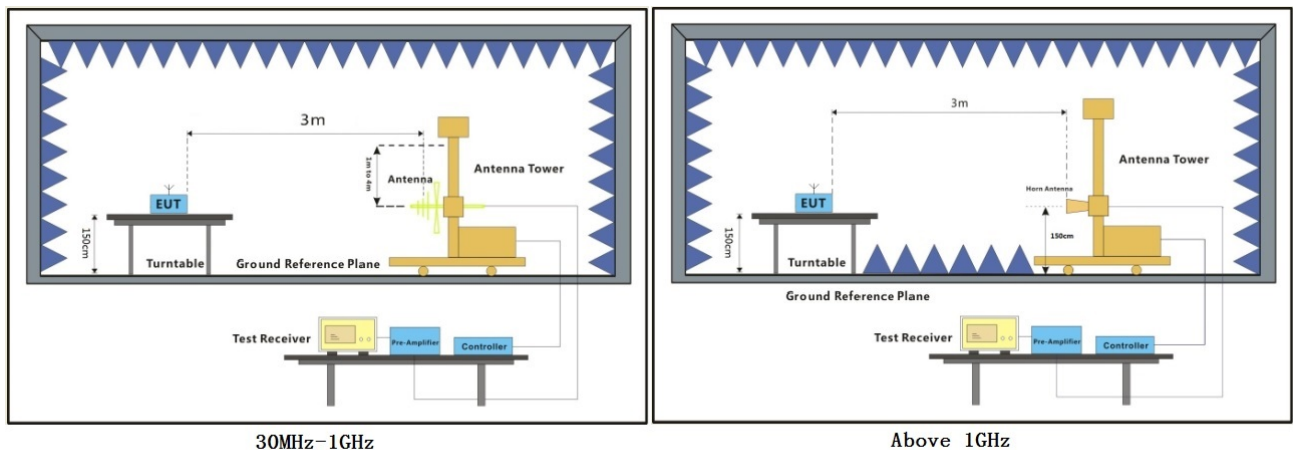 3m
1m to 4m
Antenna
Antenna Tower
EUT
150cm
Turntable
Ground Reference Plane
Test Receiver
Pre-Amplifier
Controller
30MHz-1GHz
3m
Antenna Tower
Horn Antenna
EUT
150cm
150cm
Turntable
Ground Reference Plane
Test Receiver
Pre-Amplifier
Controller
Above 1GHz